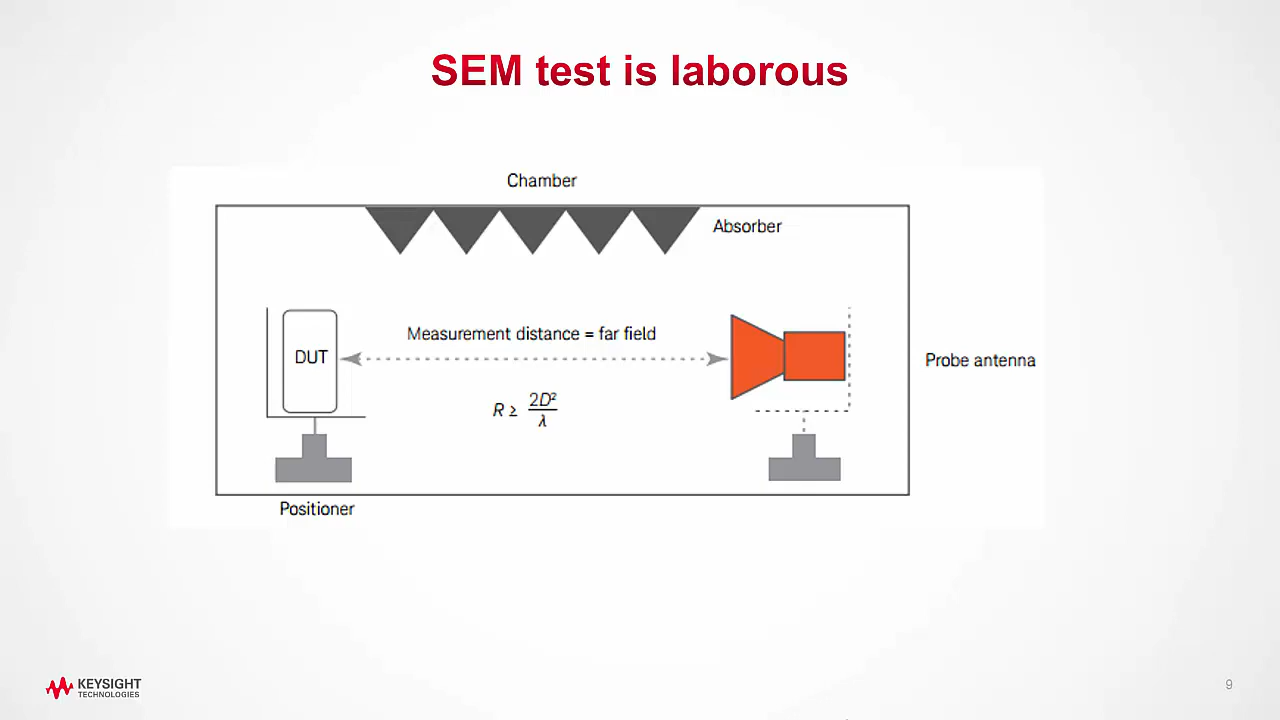 SEM test is laborous
Chamber
Absorber
Measurement distance = far field
DUT
Probe antenna
R ≥ 2D²
λ
Positioner
KEYSIGHT
TECHNOLOGIES
9